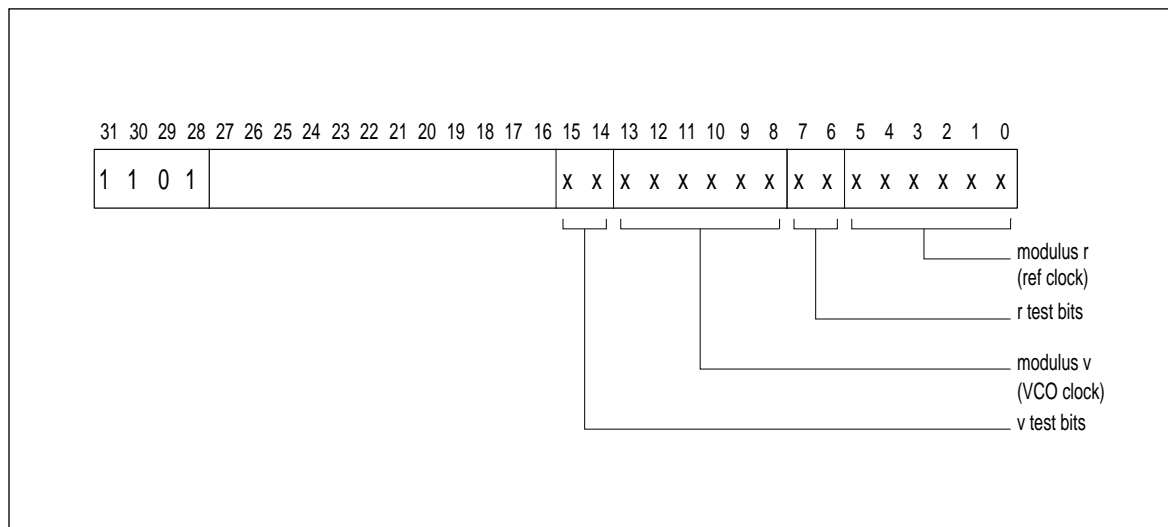 31 30 29 28 27 26 25 24 23 22 21 20 19 18 17 16 15 14 13 12 11 10 9 8 7 6 5 4 3 2 1 0
1 1 0 1 x x x x x x x x x x x x x x x x
modulus r
(ref clock)
r test bits
modulus v
(VCO clock)
v test bits